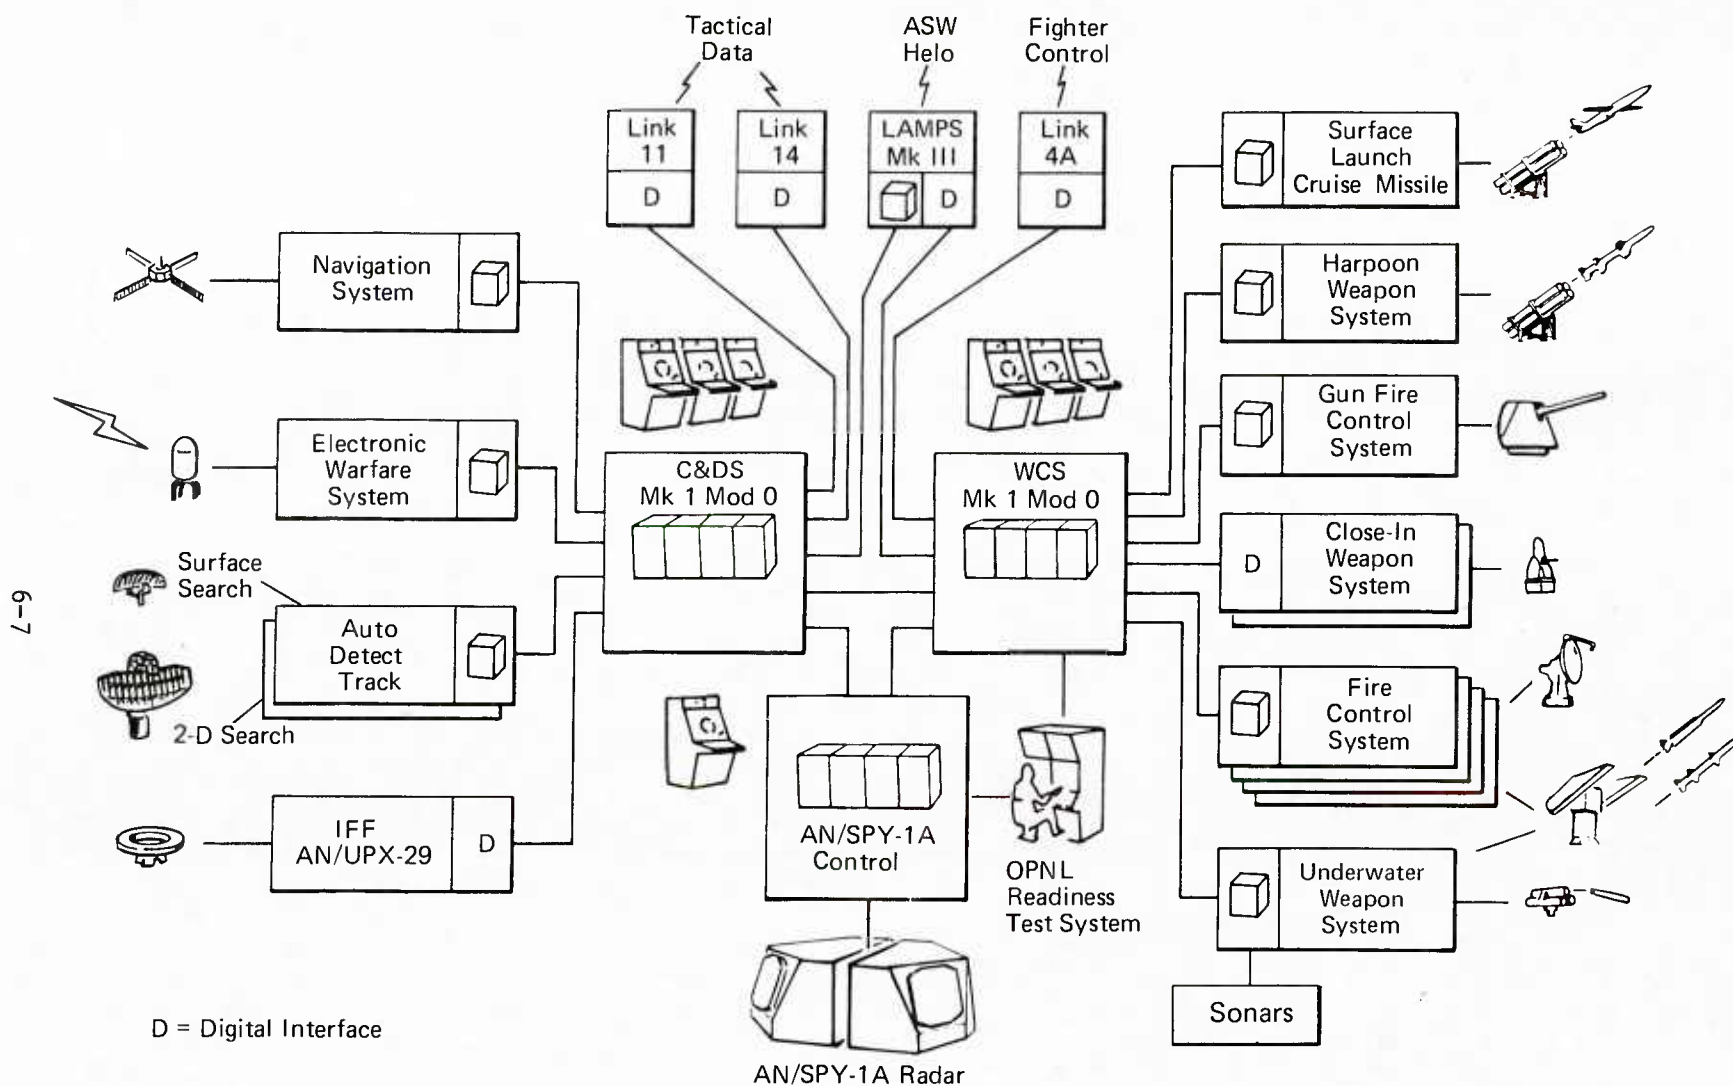 Tactical
Data
ASW
Helo
Fighter
Control
Link
11
D
Link
14
D
LAMPS
Mk III
D
Link
4A
D
Navigation
System
Electronic
Warfare
System
Surface
Search
Auto
Detect
Track
2-D Search
IFF
AN/UPX-29
D
C&DS
Mk 1 Mod 0
WCS
Mk 1 Mod 0
AN/SPY-1A
Control
OPNL
Readiness
Test System
AN/SPY-1A Radar
Surface
Launch
Cruise Missile
Harpoon
Weapon
System
Gun Fire
Control
System
D
Close-In
Weapon
System
Fire
Control
System
Underwater
Weapon
System
Sonars
D = Digital Interface
6-7